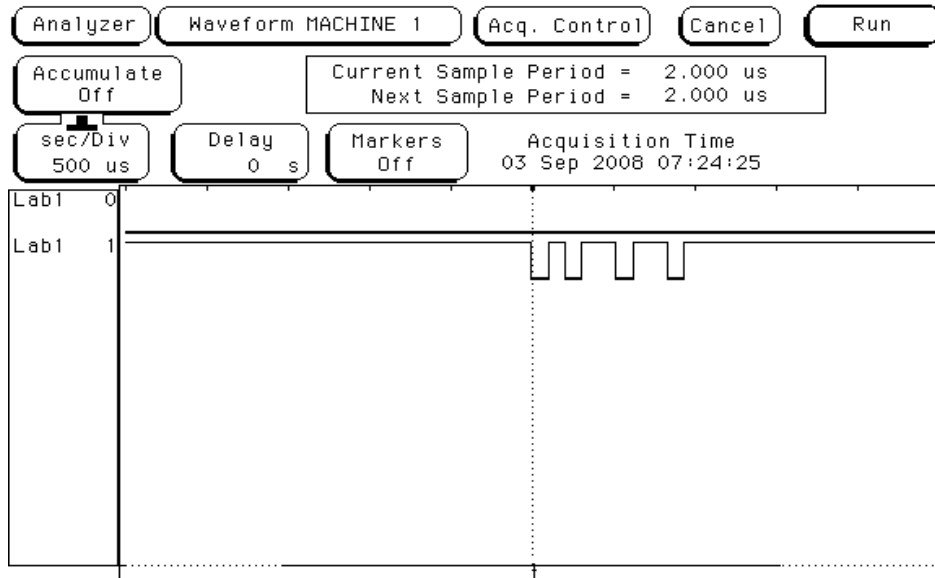 Analyzer Waveform MACHINE 1 Acq. Control Cancel Run
Accumulate
Off
Current Sample Period = 2.000 us
Next Sample Period = 2.000 us
sec/Div
500 us
Delay
0 s
Markers
Off
Acquisition Time
03 Sep 2008 07:24:25
Lab1 0
Lab1 1